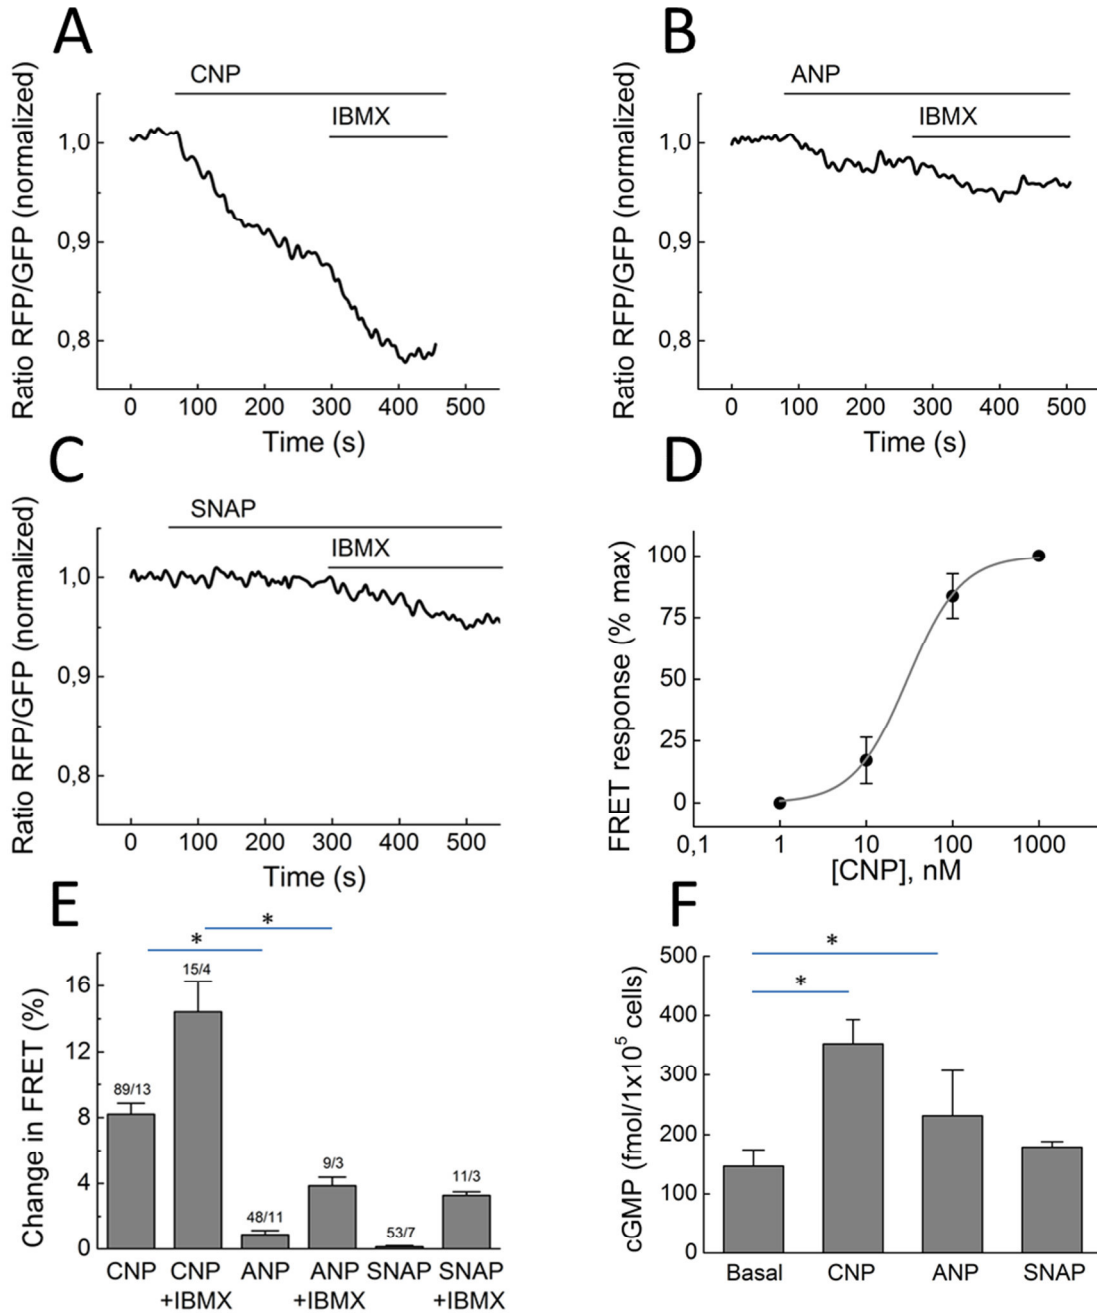 A
CNP
IBMX
Ratio RFP/GFP (normalized)
1,0
0,9
0,8
0 100 200 300 400 500
Time (s)
B
ANP
IBMX
Ratio RFP/GFP (normalized)
1,0
0,9
0,8
0 100 200 300 400 500
Time (s)
C
SNAP
IBMX
Ratio RFP/GFP (normalized)
1,0
0,9
0,8
0 100 200 300 400 500
Time (s)
D
FRET response (% max)
100
75
50
25
0
0,1 1 10 100 1000
[CNP], nM
E
*
*
Change in FRET (%)
16
12
8
4
0
89/13
15/4
48/11
9/3
53/7
11/3
CNP CNP ANP ANP SNAP SNAP
+IBMX +IBMX +IBMX
F
*
*
cGMP (fmol/1x10⁵ cells)
500
400
300
200
100
0
Basal CNP ANP SNAP